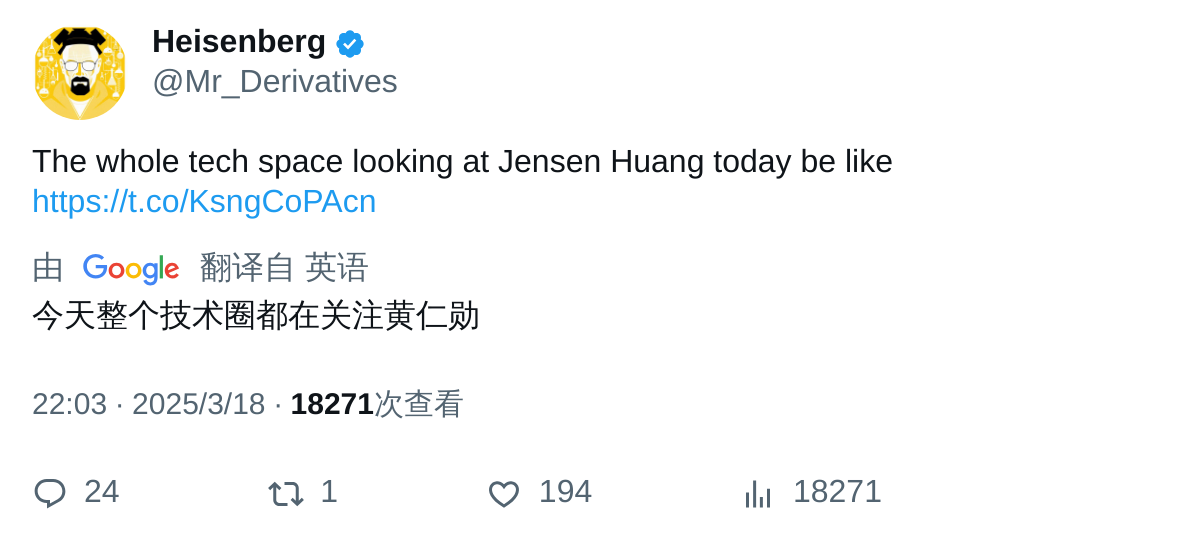 Heisenberg
@Mr_Derivatives
The whole tech space looking at Jensen Huang today be like
https://t.co/KsngCoPAcn
由 Google 翻译自 英语
今天整个技术圈都在关注黄仁勋
22:03 · 2025/3/18 · 18271次查看
24 1 194 18271